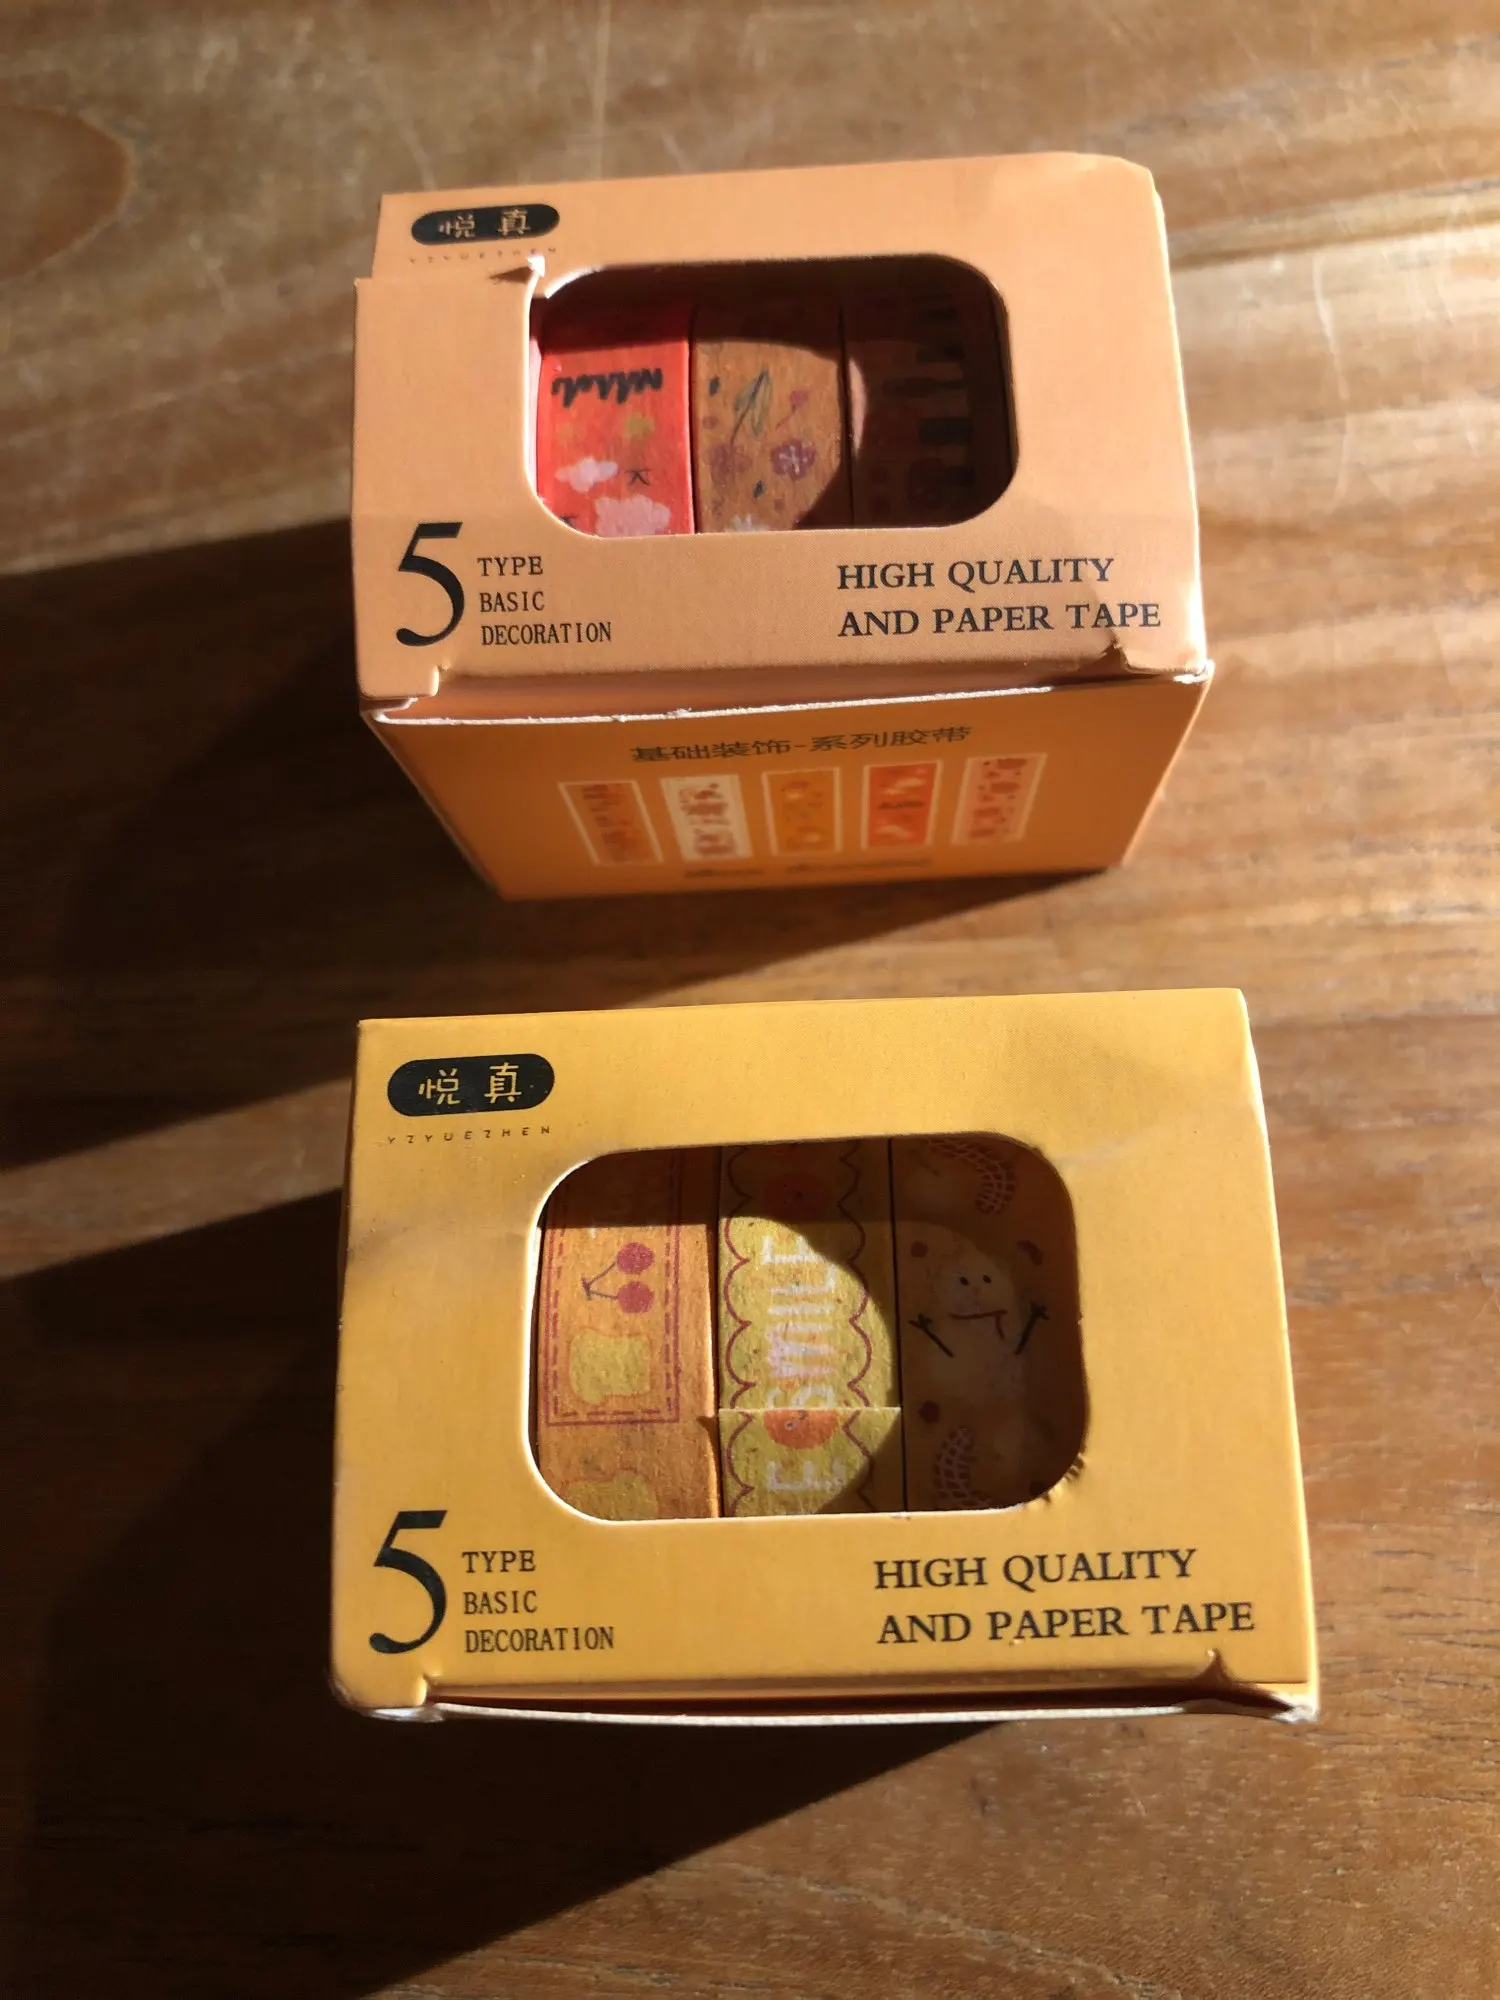 悦真
YZYUEZHEN
5
TYPE
BASIC
DECORATION
HIGH QUALITY
AND PAPER TAPE
基础装饰-系列胶带
悦真
YZYUEZHEN
SMILE
5
TYPE
BASIC
DECORATION
HIGH QUALITY
AND PAPER TAPE